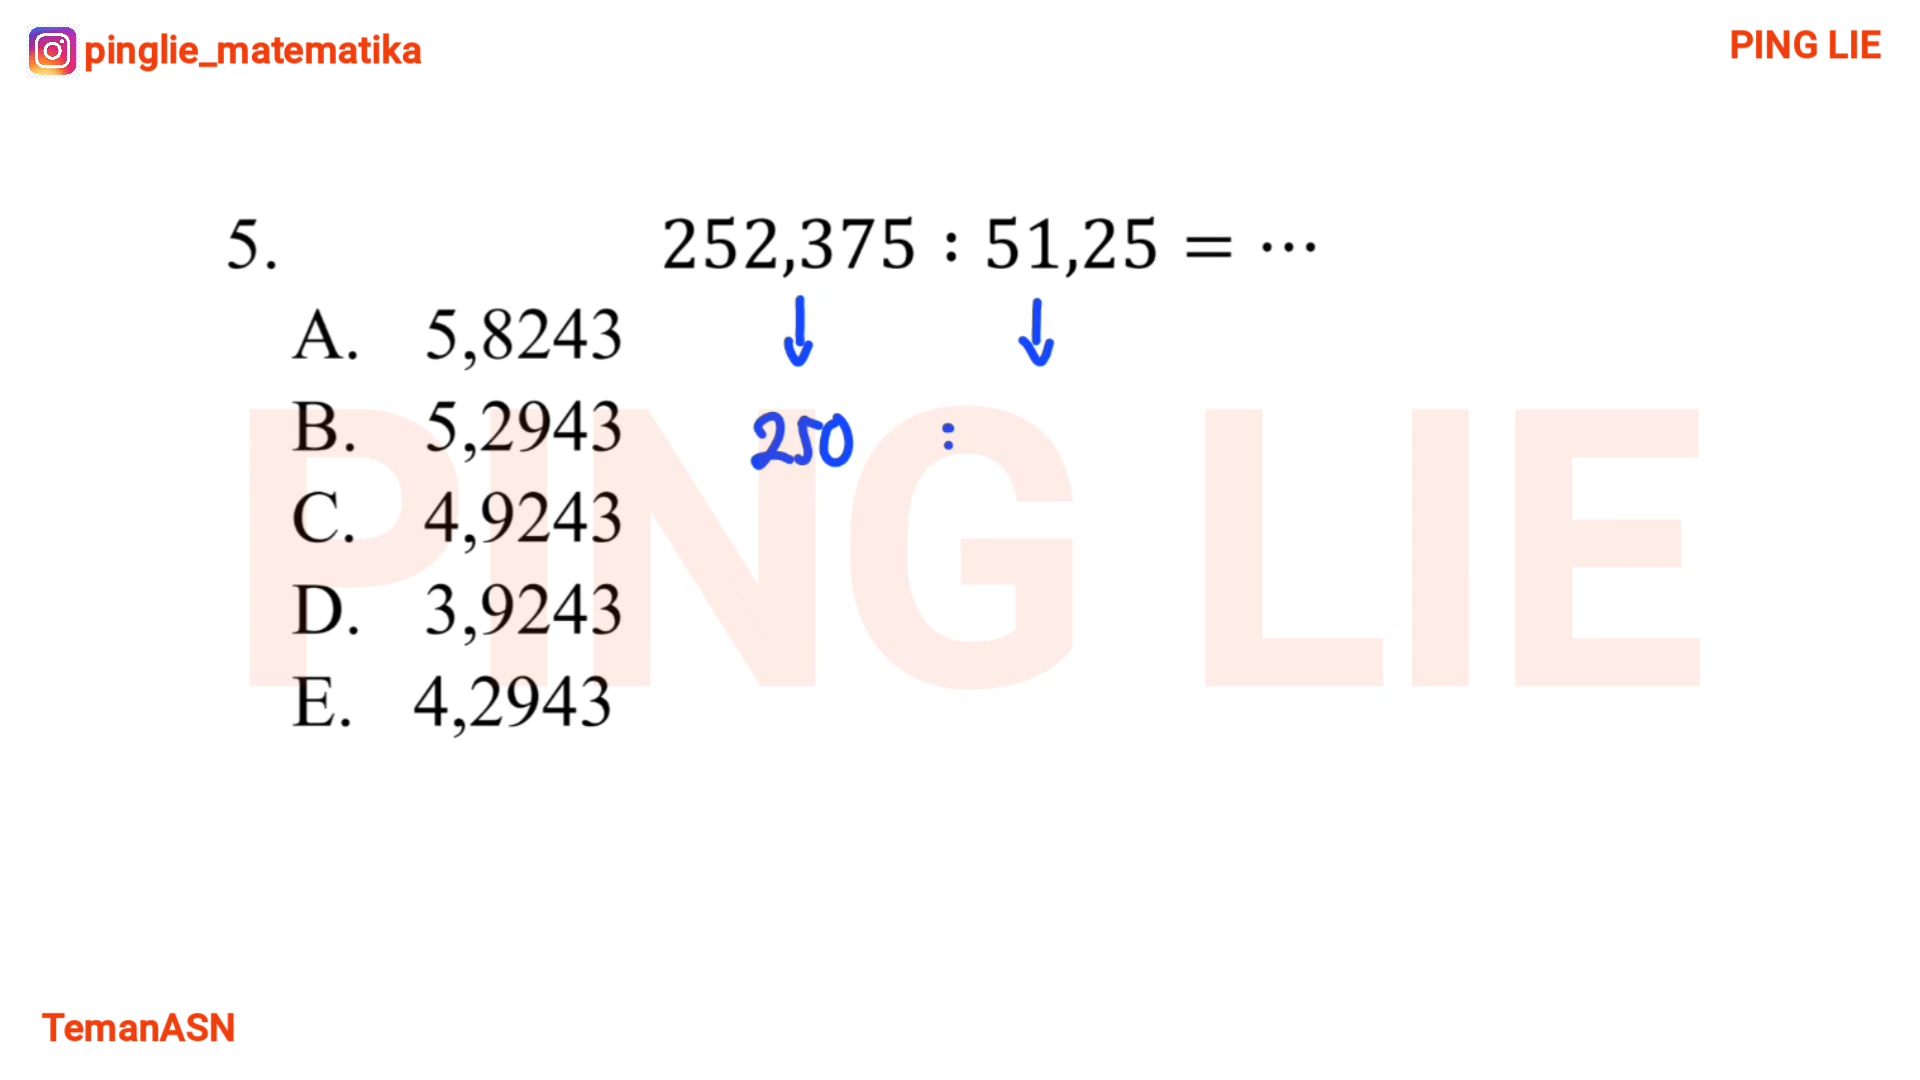 pinglie_matematika
PING LIE
5. 252,375 : 51,25 = ⋯
A. 5,8243
B. 5,2943
250 :
C. 4,9243
D. 3,9243
E. 4,2943
PING LIE
TemanASN